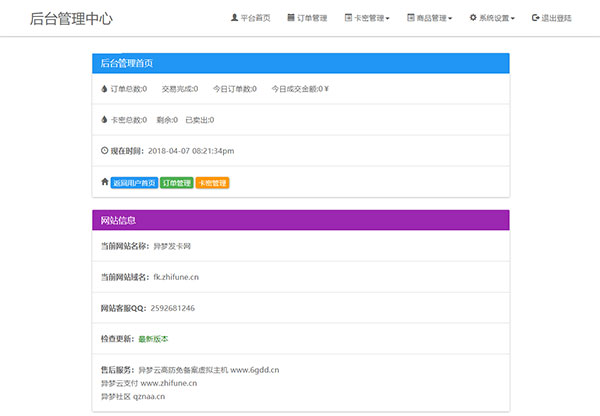 后台管理中心
平台首页 订单管理 卡密管理 商品管理 系统设置 退出登陆
后台管理首页
订单总数:0 交易完成:0 今日订单数:0 今日成交金额:0 ¥
卡密总数:0 剩余:0 已卖出:0
现在时间：2018-04-07 08:21:34pm
返回用户首页 订单管理 卡密管理
网站信息
当前网站名称：异梦发卡网
当前网站域名：fk.zhifune.cn
网站客服QQ：2592681246
检查更新：最新版本
售后服务：异梦云高防免备案虚拟主机 www.6gdd.cn
异梦云支付 www.zhifune.cn
异梦社区 qznaa.cn